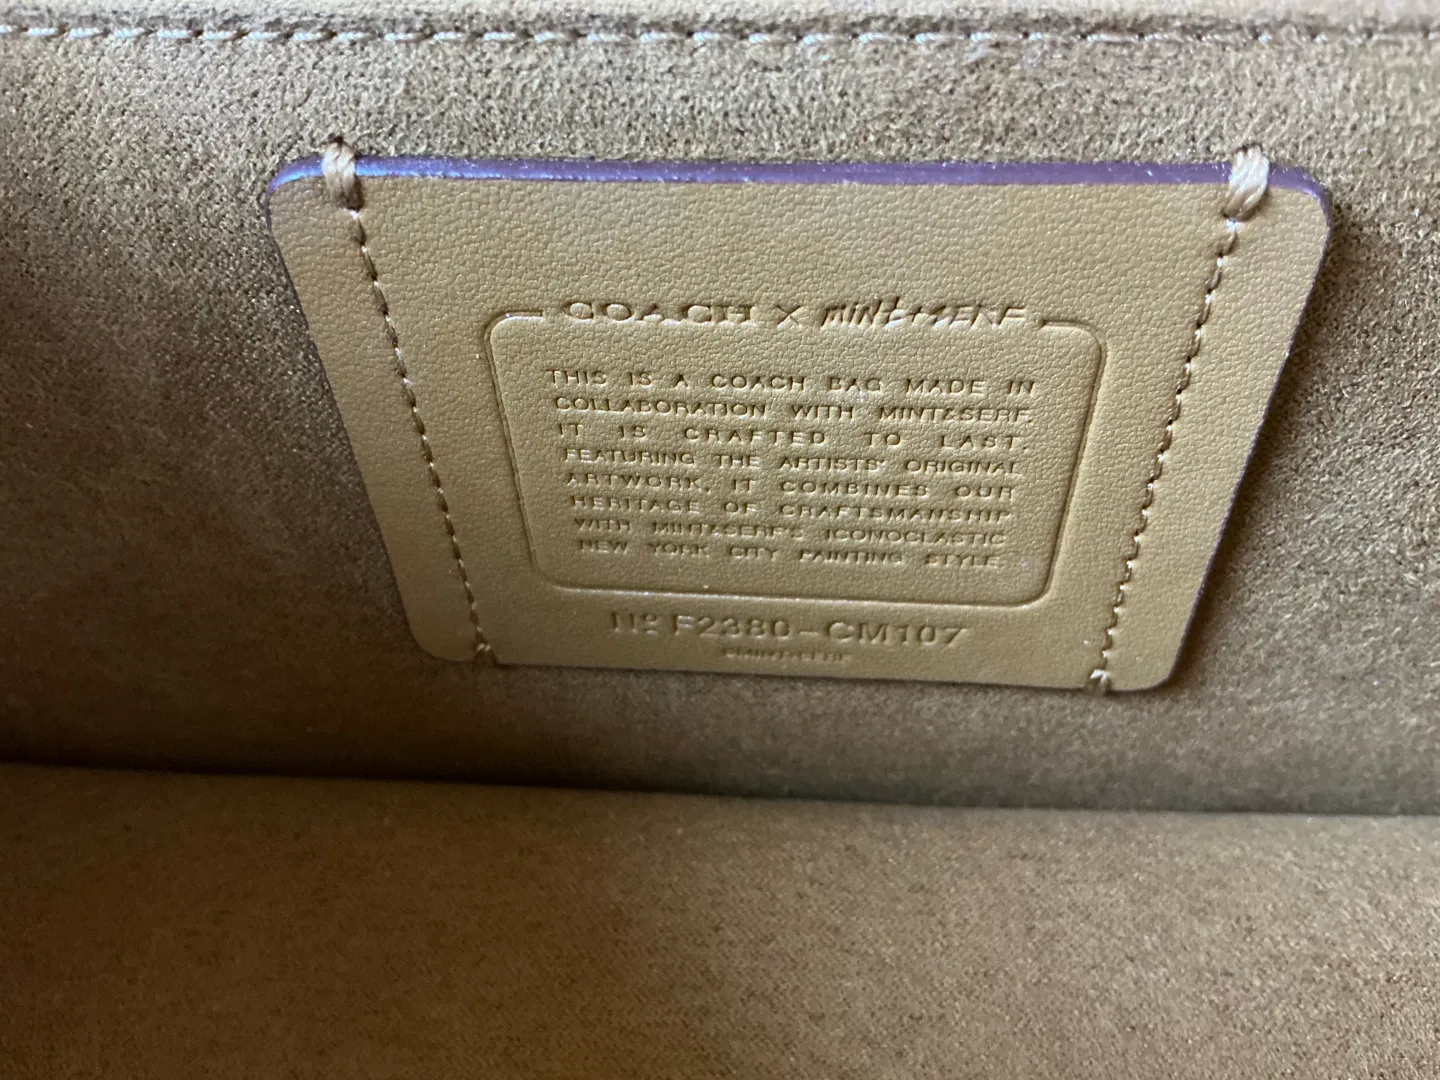 COACH X MINT+SERF
THIS IS A COACH BAG MADE IN
COLLABORATION WITH MINT&SERF.
IT IS CRAFTED TO LAST.
FEATURING THE ARTISTS' ORIGINAL
ARTWORK, IT COMBINES OUR
HERITAGE OF CRAFTSMANSHIP
WITH MINT&SERF'S ICONOCLASTIC
NEW YORK CITY PAINTING STYLE.
Nº F2380-CM107